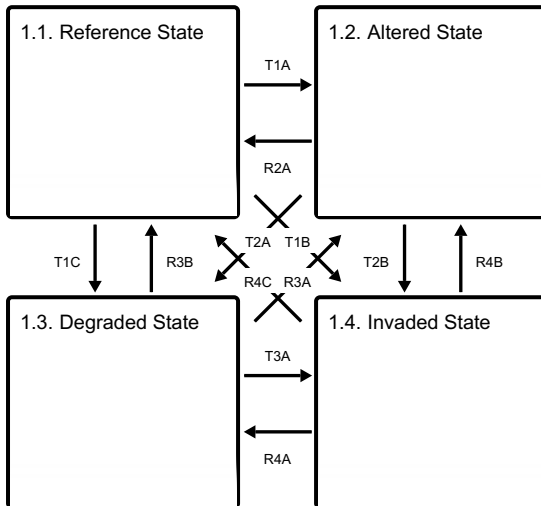 1.1. Reference State
1.2. Altered State
T1A
R2A
T2A T1B
T1C
R3B
T2B
R4B
R4C R3A
1.3. Degraded State
1.4. Invaded State
T3A
R4A